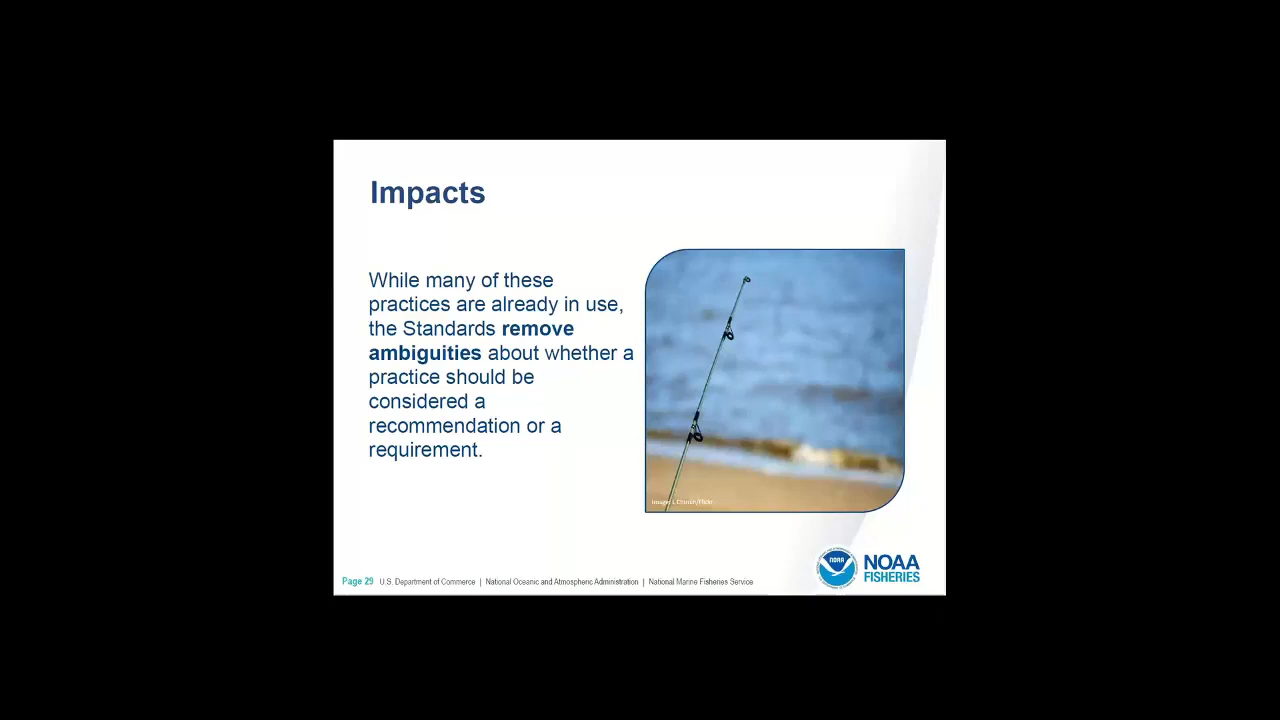 Impacts
While many of these
practices are already in use,
the Standards remove
ambiguities about whether a
practice should be
considered a
recommendation or a
requirement.
NOAA
NOAA
FISHERIES
Page 29 U.S. Department of Commerce | National Oceanic and Atmospheric Administration | National Marine Fisheries Service